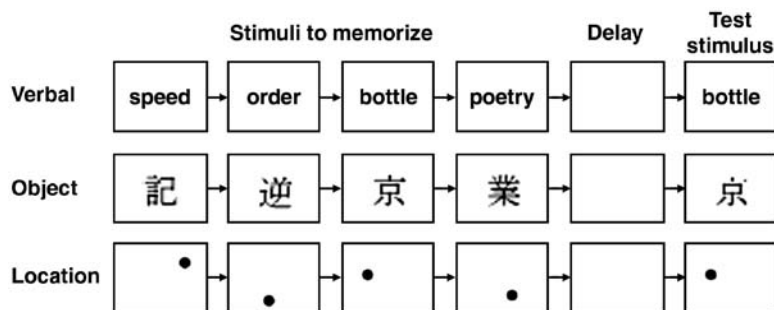 Stimuli to memorize Delay Test stimulus
Verbal speed order bottle poetry bottle
Object 記 逆 京 業 京
Location